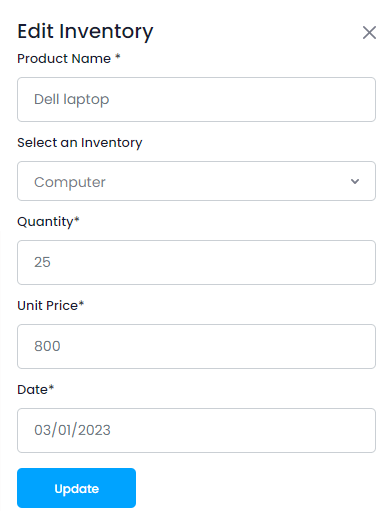 Edit Inventory
Product Name *
Dell laptop
Select an Inventory
Computer
Quantity*
25
Unit Price*
800
Date*
03/01/2023
Update